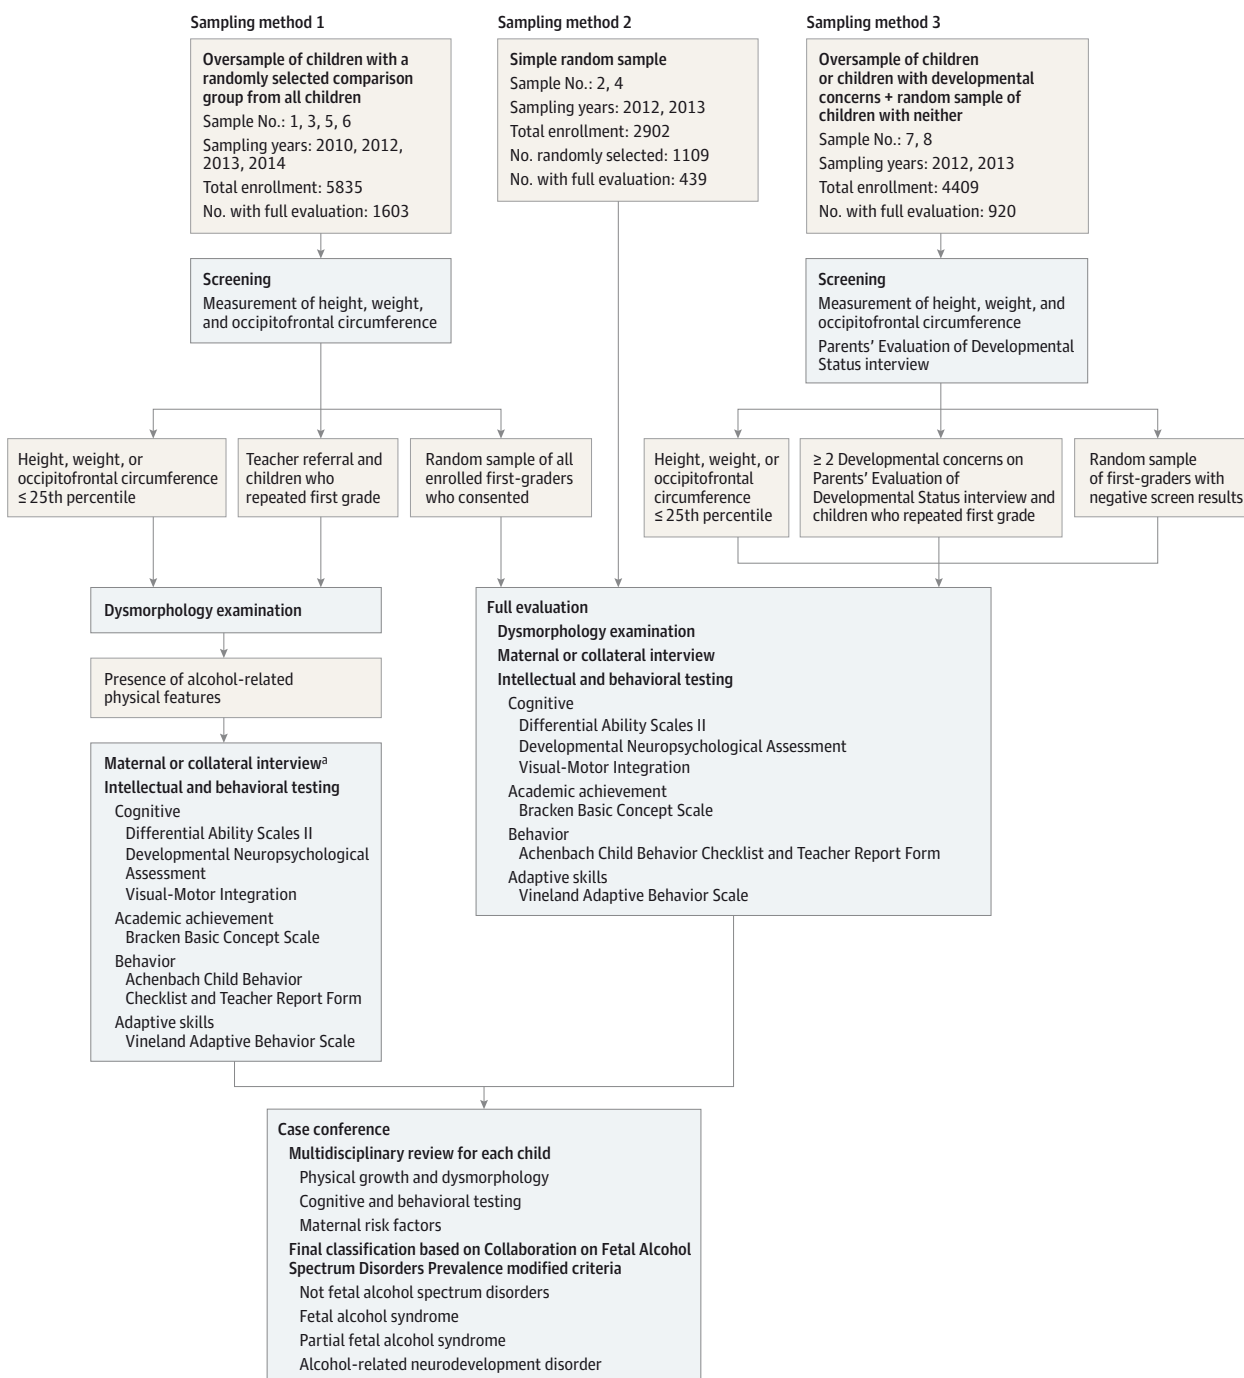 Sampling method 1
Oversample of children with a
randomly selected comparison
group from all children
Sample No.: 1, 3, 5, 6
Sampling years: 2010, 2012,
2013, 2014
Total enrollment: 5835
No. with full evaluation: 1603
Sampling method 2
Simple random sample
Sample No.: 2, 4
Sampling years: 2012, 2013
Total enrollment: 2902
No. randomly selected: 1109
No. with full evaluation: 439
Sampling method 3
Oversample of children
or children with developmental
concerns + random sample of
children with neither
Sample No.: 7, 8
Sampling years: 2012, 2013
Total enrollment: 4409
No. with full evaluation: 920
Screening
Measurement of height, weight,
and occipitofrontal circumference
Screening
Measurement of height, weight, and
occipitofrontal circumference
Parents’ Evaluation of Developmental
Status interview
Height, weight, or
occipitofrontal circumference
≤ 25th percentile
Teacher referral and
children who
repeated first grade
Random sample of all
enrolled first-graders
who consented
Height, weight, or
occipitofrontal
circumference
≤ 25th percentile
≥ 2 Developmental concerns on
Parents’ Evaluation of
Developmental Status interview and
children who repeated first grade
Random sample
of first-graders with
negative screen results
Dysmorphology examination
Presence of alcohol-related
physical features
Maternal or collateral interviewa
Intellectual and behavioral testing
Cognitive
Differential Ability Scales II
Developmental Neuropsychological
Assessment
Visual-Motor Integration
Academic achievement
Bracken Basic Concept Scale
Behavior
Achenbach Child Behavior
Checklist and Teacher Report Form
Adaptive skills
Vineland Adaptive Behavior Scale
Full evaluation
Dysmorphology examination
Maternal or collateral interview
Intellectual and behavioral testing
Cognitive
Differential Ability Scales II
Developmental Neuropsychological Assessment
Visual-Motor Integration
Academic achievement
Bracken Basic Concept Scale
Behavior
Achenbach Child Behavior Checklist and Teacher Report Form
Adaptive skills
Vineland Adaptive Behavior Scale
Case conference
Multidisciplinary review for each child
Physical growth and dysmorphology
Cognitive and behavioral testing
Maternal risk factors
Final classification based on Collaboration on Fetal Alcohol
Spectrum Disorders Prevalence modified criteria
Not fetal alcohol spectrum disorders
Fetal alcohol syndrome
Partial fetal alcohol syndrome
Alcohol-related neurodevelopment disorder